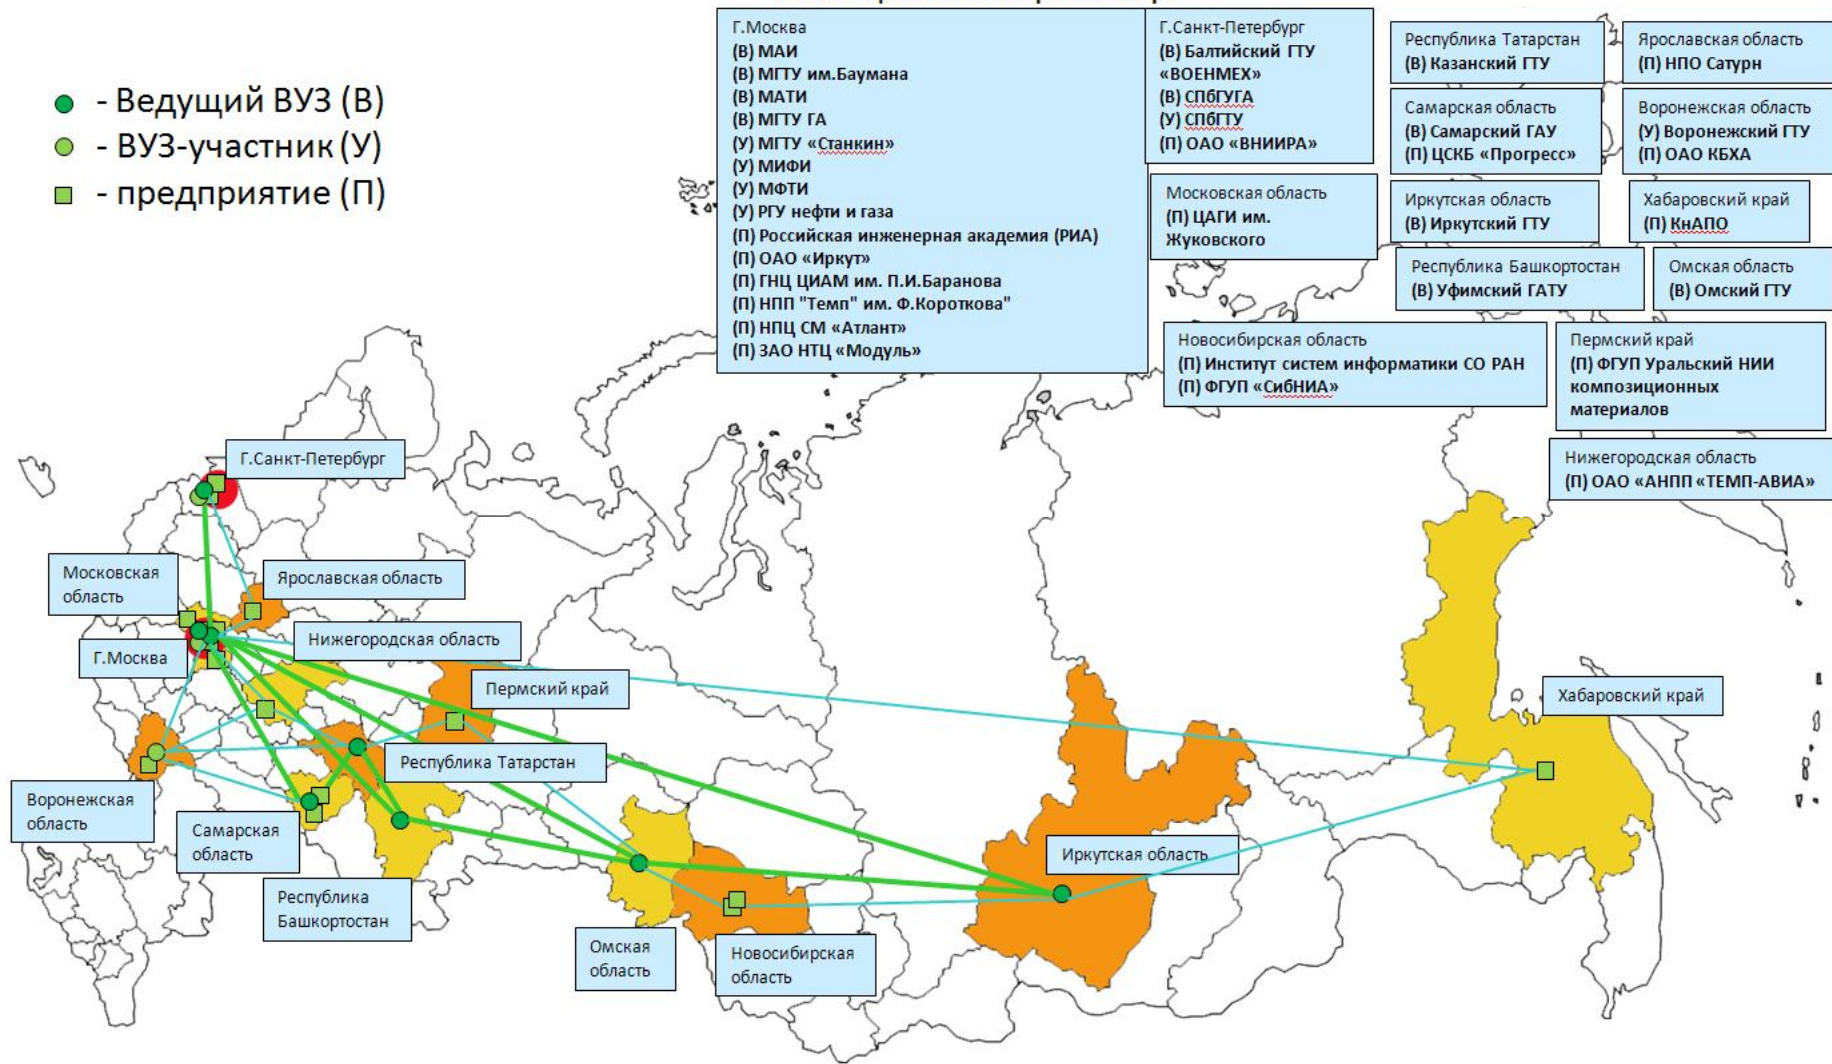 - Ведущий ВУЗ (В)
- ВУЗ-участник (У)
- предприятие (П)
Г.Москва
(В) МАИ
(В) МГТУ им.Баумана
(В) МАТИ
(В) МГТУ ГА
(У) МГТУ «Станкин»
(У) МИФИ
(У) МФТИ
(У) РГУ нефти и газа
(П) Российская инженерная академия (РИА)
(П) ОАО «Иркут»
(П) ГНЦ ЦИАМ им. П.И.Баранова
(П) НПП "Темп" им. Ф.Короткова"
(П) НПЦ СМ «Атлант»
(П) ЗАО НТЦ «Модуль»
Г.Санкт-Петербург
(В) Балтийский ГТУ
«ВОЕНМЕХ»
(В) СПбГУГА
(У) СПбГТУ
(П) ОАО «ВНИИРА»
Московская область
(П) ЦАГИ им.
Жуковского
Республика Татарстан
(В) Казанский ГТУ
Ярославская область
(П) НПО Сатурн
Самарская область
(В) Самарский ГАУ
(П) ЦСКБ «Прогресс»
Воронежская область
(У) Воронежский ГТУ
(П) ОАО КБХА
Иркутская область
(В) Иркутский ГТУ
Хабаровский край
(П) КнАПО
Республика Башкортостан
(В) Уфимский ГАТУ
Омская область
(В) Омский ГТУ
Новосибирская область
(П) Институт систем информатики СО РАН
(П) ФГУП «СибНИА»
Пермский край
(П) ФГУП Уральский НИИ
композиционных
материалов
Нижегородская область
(П) ОАО «АНПП «ТЕМП-АВИА»
Г.Санкт-Петербург
Московская
область
Ярославская область
Г.Москва
Нижегородская область
Пермский край
Хабаровский край
Республика Татарстан
Воронежская
область
Самарская
область
Иркутская область
Республика
Башкортостан
Омская
область
Новосибирская
область